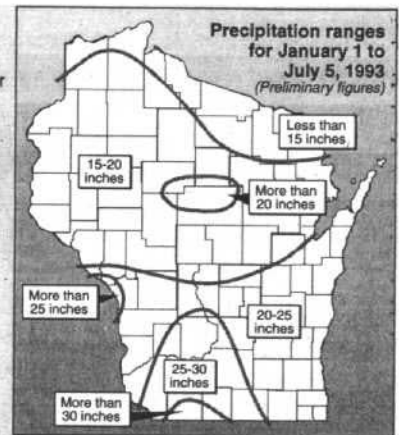 Precipitation ranges
for January 1 to
July 5, 1993
(Preliminary figures)
Less than
15 inches
15-20
inches
More than
20 inches
More than
25 inches
20-25
inches
25-30
inches
More than
30 inches